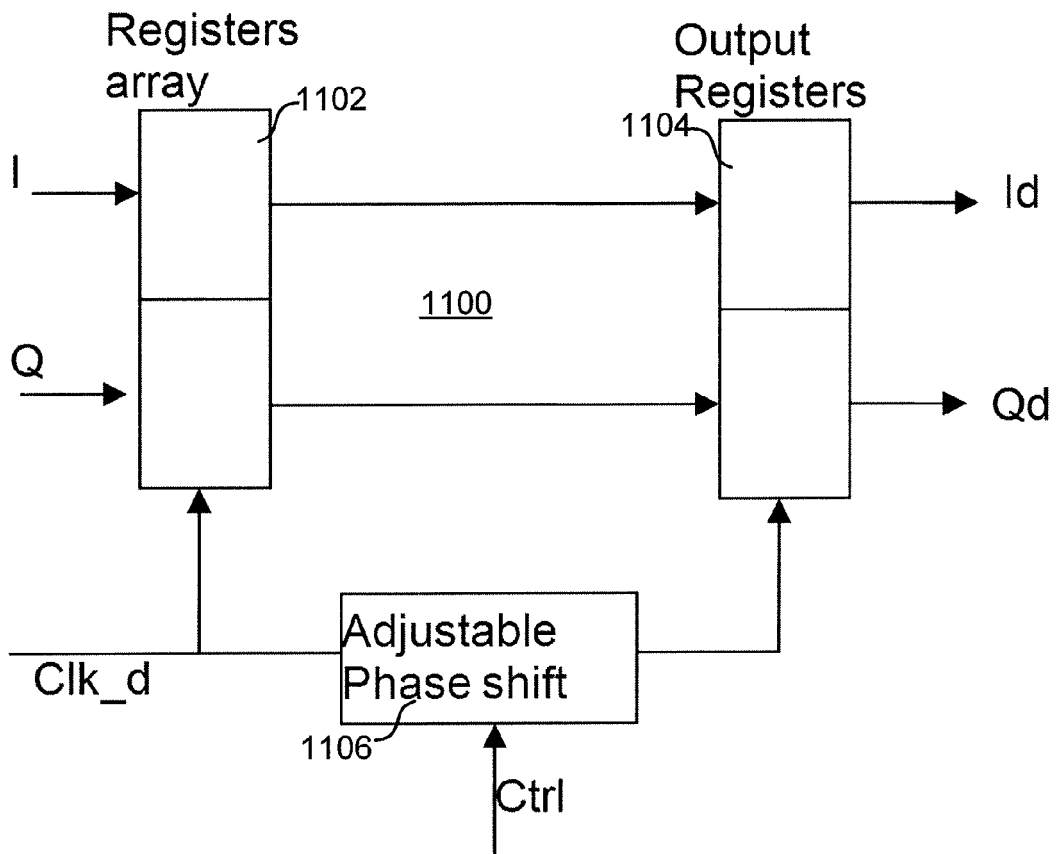 Registers
array
1102
Output
Registers
1104
I
Id
1100
Q
Qd
Clk_d
Adjustable
Phase shift
1106
Ctrl